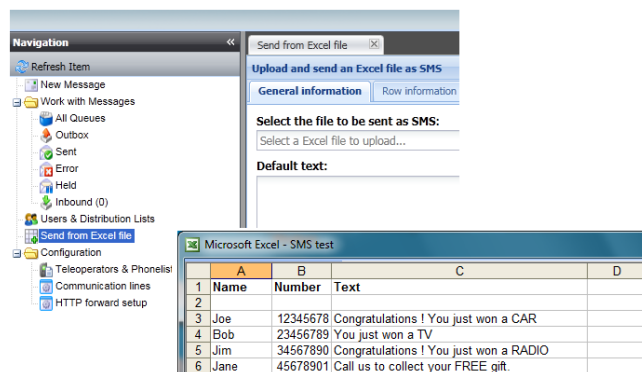 Navigation «
Refresh Item
New Message
Work with Messages
All Queues
Outbox
Sent
Error
Held
Inbound (0)
Users & Distribution Lists
Send from Excel file
Configuration
Teleoperators & Phonelist
Communication lines
HTTP forward setup
Send from Excel file
Upload and send an Excel file as SMS
General information Row information
Select the file to be sent as SMS:
Select a Excel file to upload...
Default text:
Microsoft Excel - SMS test
A B C D
1 Name Number Text
2
3 Joe 12345678 Congratulations ! You just won a CAR
4 Bob 23456789 You just won a TV
5 Jim 34567890 Congratulations ! You just won a RADIO
6 Jane 45678901 Call us to collect your FREE gift.